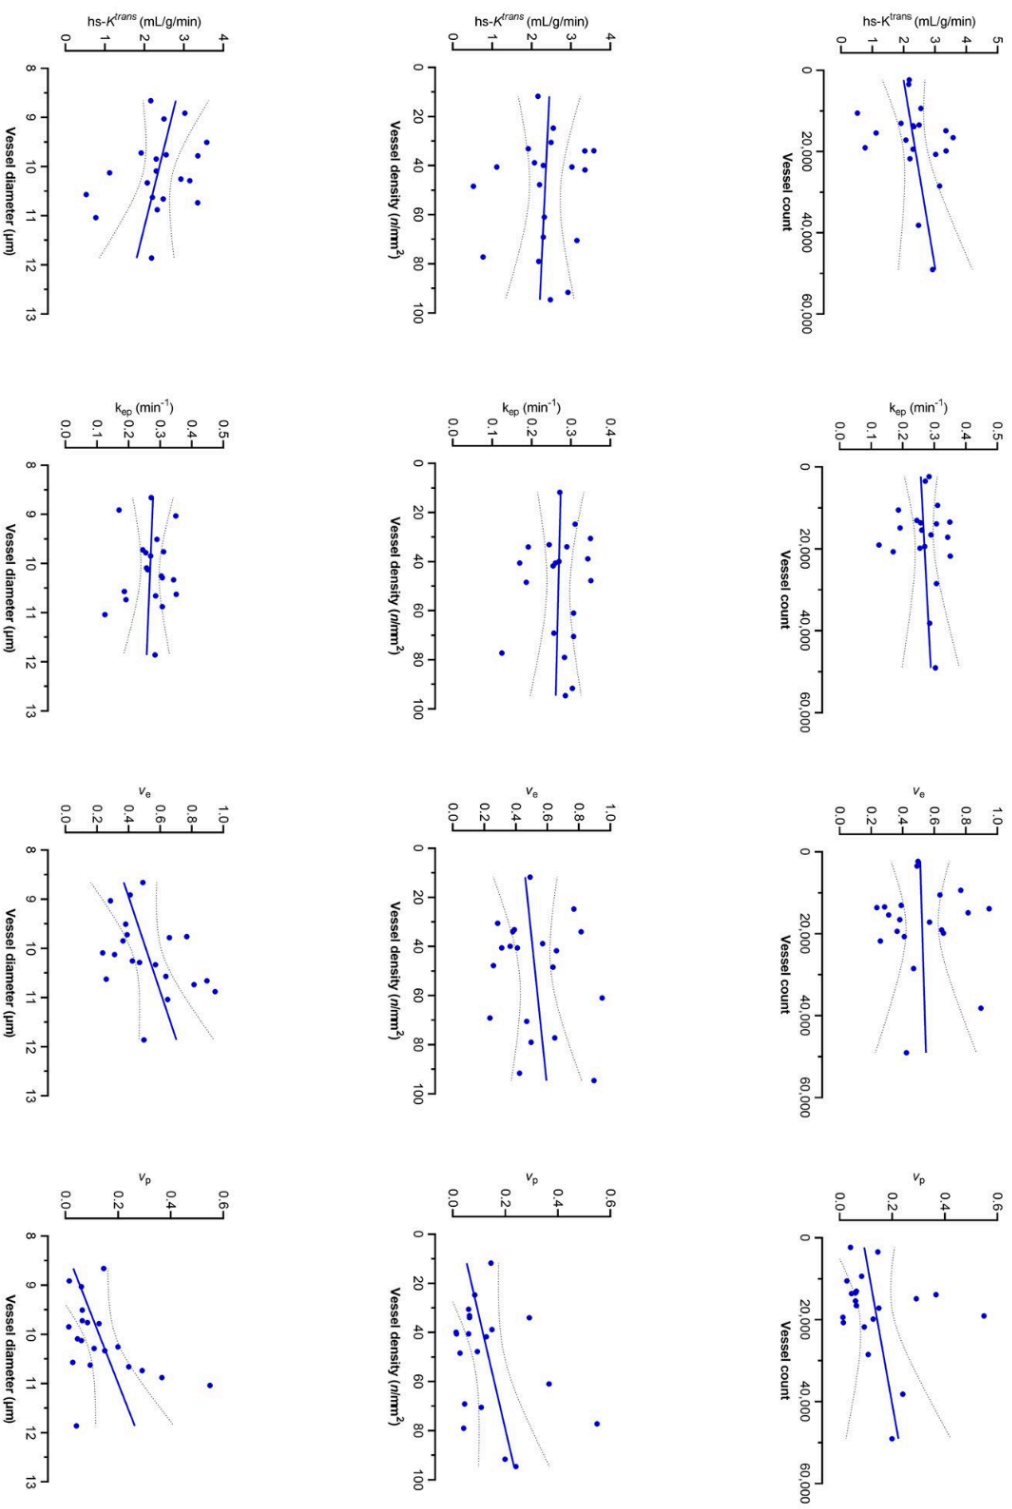 hs-K^trans (mL/g/min)
5
4
3
2
1
0
0 20,000 40,000 60,000
Vessel count
k_ep (min⁻¹)
0.5
0.4
0.3
0.2
0.1
0.0
0 20,000 40,000 60,000
Vessel count
v_e
1.0
0.8
0.6
0.4
0.2
0.0
0 20,000 40,000 60,000
Vessel count
v_p
0.6
0.4
0.2
0.0
0 20,000 40,000 60,000
Vessel count
hs-K^trans (mL/g/min)
4
3
2
1
0
0 20 40 60 80 100
Vessel density (n/mm²)
k_ep (min⁻¹)
0.4
0.3
0.2
0.1
0.0
0 20 40 60 80 100
Vessel density (n/mm²)
v_e
1.0
0.8
0.6
0.4
0.2
0.0
0 20 40 60 80 100
Vessel density (n/mm²)
v_p
0.6
0.4
0.2
0.0
0 20 40 60 80 100
Vessel density (n/mm²)
hs-K^trans (mL/g/min)
4
3
2
1
0
8 9 10 11 12 13
Vessel diameter (µm)
k_ep (min⁻¹)
0.5
0.4
0.3
0.2
0.1
0.0
8 9 10 11 12 13
Vessel diameter (µm)
v_e
1.0
0.8
0.6
0.4
0.2
0.0
8 9 10 11 12 13
Vessel diameter (µm)
v_p
0.6
0.4
0.2
0.0
8 9 10 11 12 13
Vessel diameter (µm)